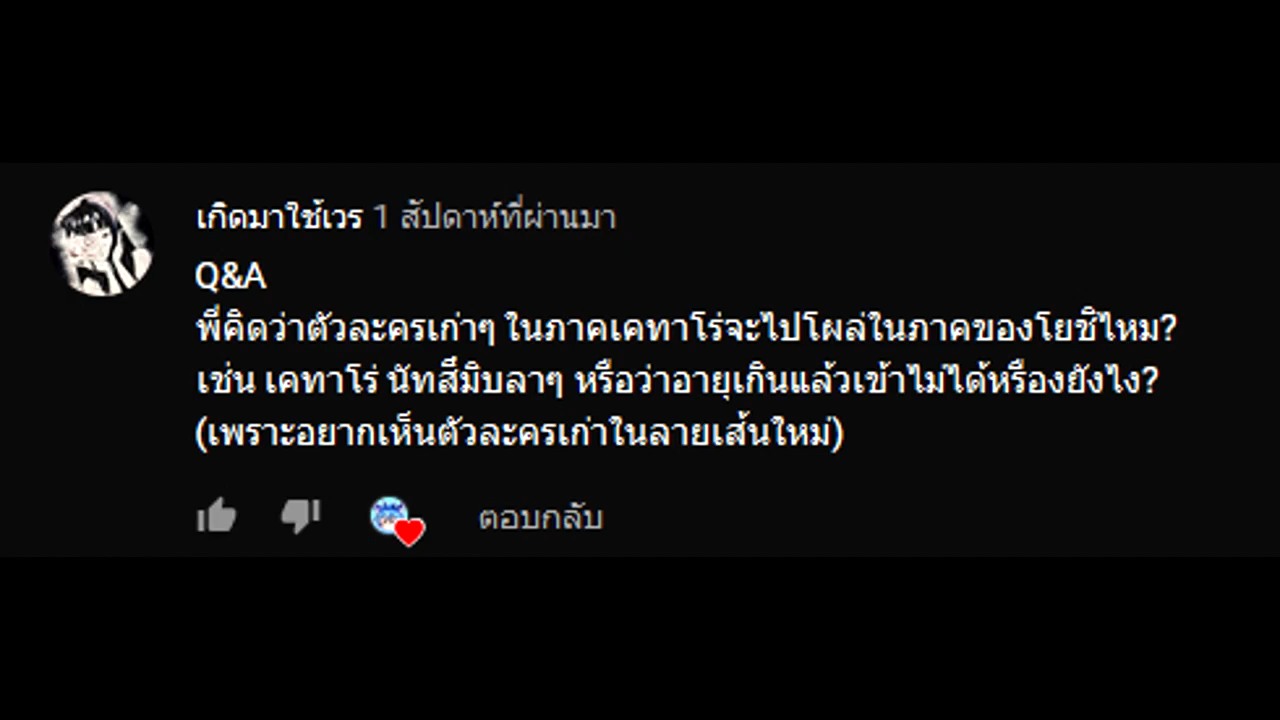 เกิดมาใช้เวร 1 สัปดาห์ที่ผ่านมา
Q&A
พี่คิดว่าตัวละครเก่าๆ ในภาคเคทาโร่จะไปโผล่ในภาคของโยชิไหม?
เช่น เคทาโร่ นัทสึมิบลาๆ หรือว่าอายุเกินแล้วเข้าไม่ได้หรืองยังไง?
(เพราะอยากเห็นตัวละครเก่าในลายเส้นใหม่)
ตอบกลับ